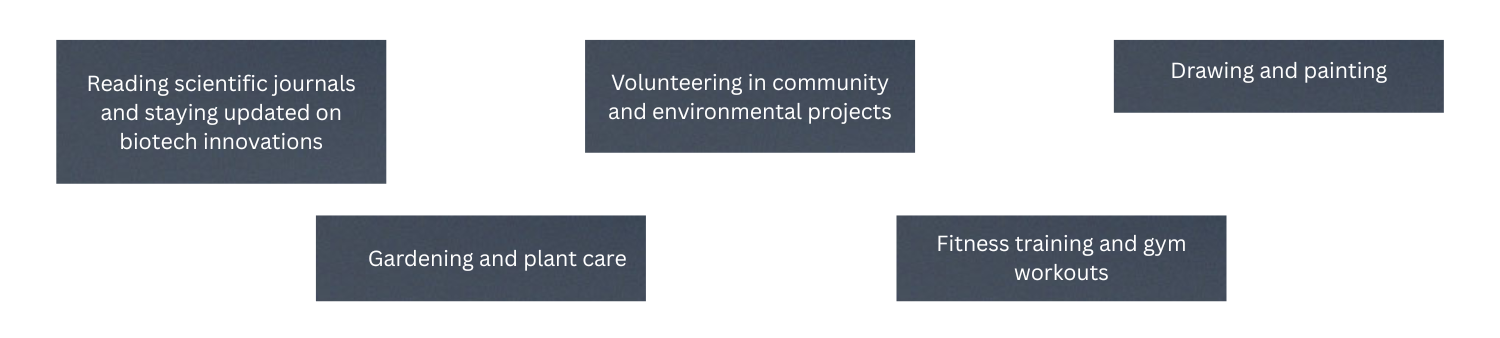 Reading scientific journals
and staying updated on
biotech innovations
Volunteering in community
and environmental projects
Drawing and painting
Gardening and plant care
Fitness training and gym
workouts